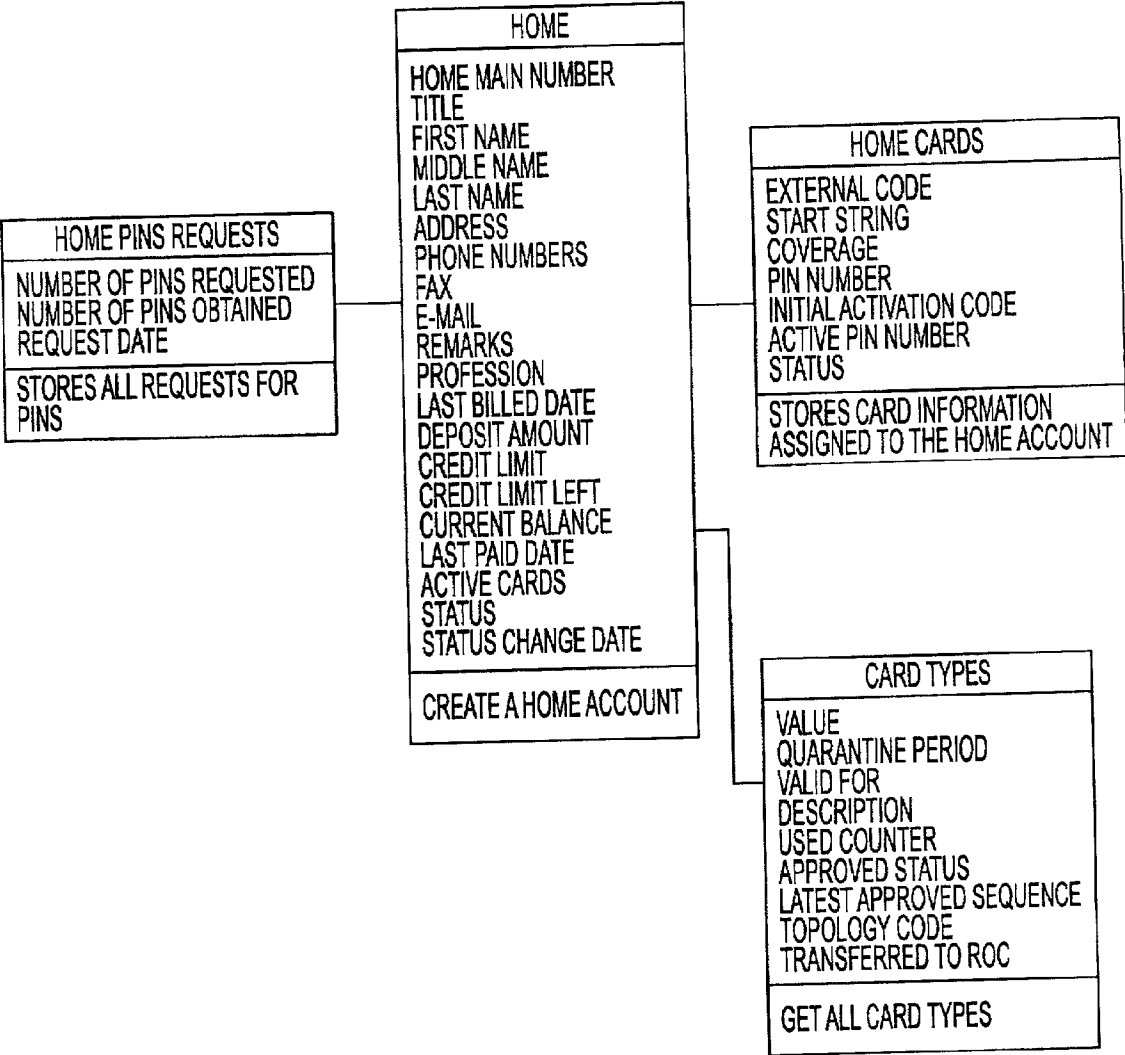 HOME
HOME MAIN NUMBER
TITLE
FIRST NAME
MIDDLE NAME
LAST NAME
ADDRESS
PHONE NUMBERS
FAX
E-MAIL
REMARKS
PROFESSION
LAST BILLED DATE
DEPOSIT AMOUNT
CREDIT LIMIT
CREDIT LIMIT LEFT
CURRENT BALANCE
LAST PAID DATE
ACTIVE CARDS
STATUS
STATUS CHANGE DATE
CREATE A HOME ACCOUNT
HOME PINS REQUESTS
NUMBER OF PINS REQUESTED
NUMBER OF PINS OBTAINED
REQUEST DATE
STORES ALL REQUESTS FOR
PINS
HOME CARDS
EXTERNAL CODE
START STRING
COVERAGE
PIN NUMBER
INITIAL ACTIVATION CODE
ACTIVE PIN NUMBER
STATUS
STORES CARD INFORMATION
ASSIGNED TO THE HOME ACCOUNT
CARD TYPES
VALUE
QUARANTINE PERIOD
VALID FOR
DESCRIPTION
USED COUNTER
APPROVED STATUS
LATEST APPROVED SEQUENCE
TOPOLOGY CODE
TRANSFERRED TO ROC
GET ALL CARD TYPES